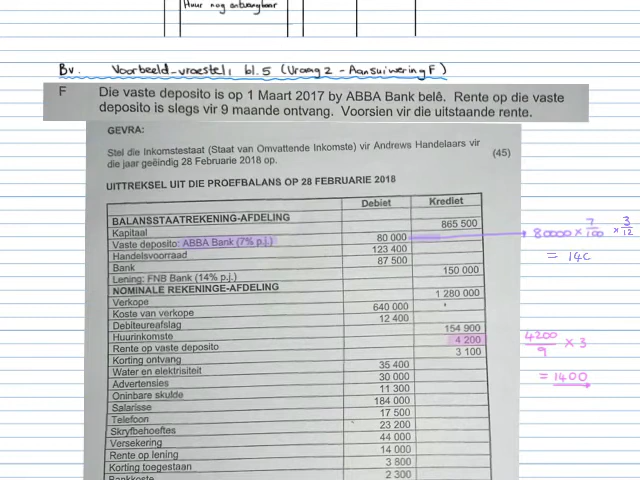 Huur nog ontvangbaar
Bv. Voorbeeld-vraestel, bl. 5 (Vraag 2 - Aansuiwering F)
F Die vaste deposito is op 1 Maart 2017 by ABBA Bank belê. Rente op die vaste
deposito is slegs vir 9 maande ontvang. Voorsien vir die uitstaande rente.
GEVRA:
Stel die Inkomstestaat (Staat van Omvattende Inkomste) vir Andrews Handelaars vir
die jaar geëindig 28 Februarie 2018 op. (45)
UITTREKSEL UIT DIE PROEFBALANS OP 28 FEBRUARIE 2018
Debiet Krediet
BALANSSTAATREKENING-AFDELING
Kapitaal 865 500
Vaste deposito: ABBA Bank (7% p.j.) 80 000 80000 × 7/100 × 3/12
Handelsvoorraad 123 400
Bank 87 500 = 140
Lening: FNB Bank (14% p.j.) 150 000
NOMINALE REKENINGE-AFDELING
Verkope 1 280 000
Koste van verkope 640 000
Debiteureafslag 12 400
Huurinkomste 154 900
Rente op vaste deposito 4 200 4200/9 × 3
Korting ontvang 3 100
Water en elektrisiteit 35 400
Advertensies 30 000 = 1400
Oninbare skulde 11 300
Salarisse 184 000
Telefoon 17 500
Skryfbehoeftes 23 200
Versekering 44 000
Rente op lening 14 000
Korting toegestaan 3 800
Bankkoste 2 300